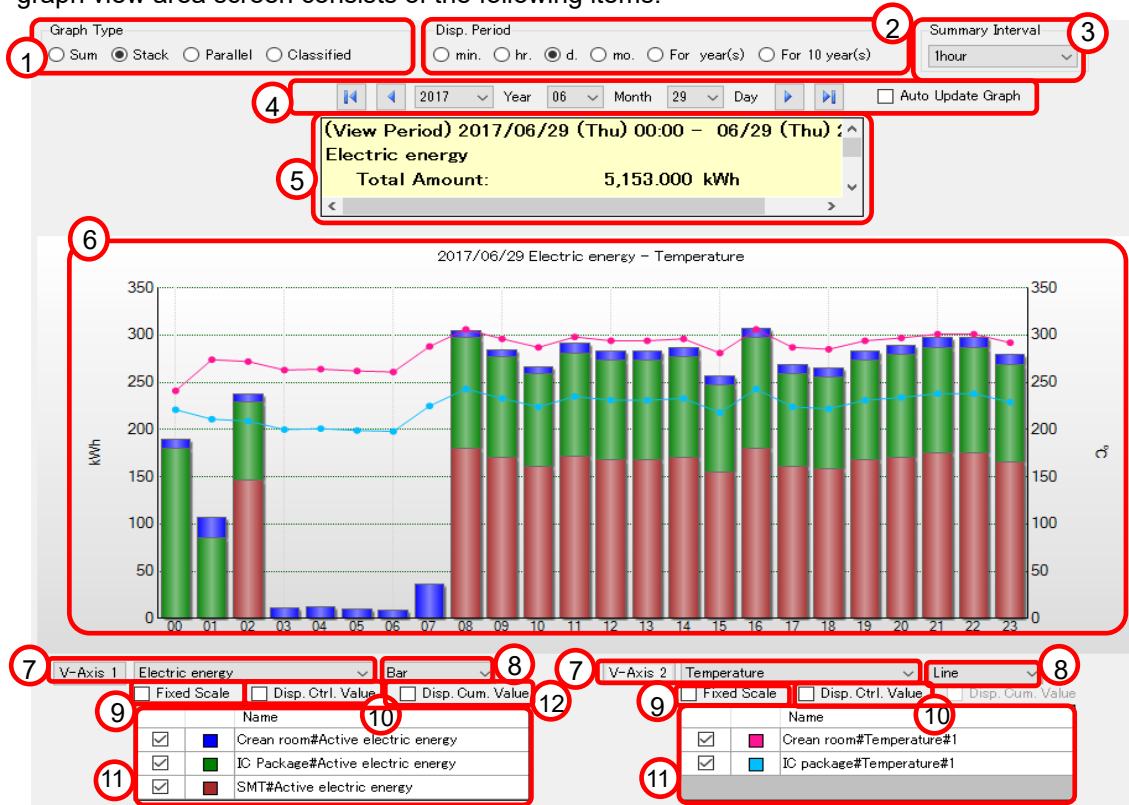 graph view area screen consists of the following items.
Graph Type
Disp. Period
Summary Interval
1
2
3
Sum Stack Parallel Classified
min. hr. d. mo. For year(s) For 10 year(s)
1hour
4
2017 Year 06 Month 29 Day
Auto Update Graph
5
(View Period) 2017/06/29 (Thu) 00:00 - 06/29 (Thu)
Electric energy
Total Amount: 5,153.000 kWh
6
2017/06/29 Electric energy - Temperature
350 350
300 300
250 250
200 200
150 150
100 100
50 50
0 0
kWh
℃
00 01 02 03 04 05 06 07 08 09 10 11 12 13 14 15 16 17 18 19 20 21 22 23
7
V-Axis 1 Electric energy Bar
8
9
Fixed Scale Disp. Ctrl. Value Disp. Cum. Value
10
12
Name
Crean room#Active electric energy
IC Package#Active electric energy
SMT#Active electric energy
11
7
V-Axis 2 Temperature Line
8
9
Fixed Scale Disp. Ctrl. Value Disp. Cum. Value
10
Name
Crean room#Temperature#1
IC package#Temperature#1
11